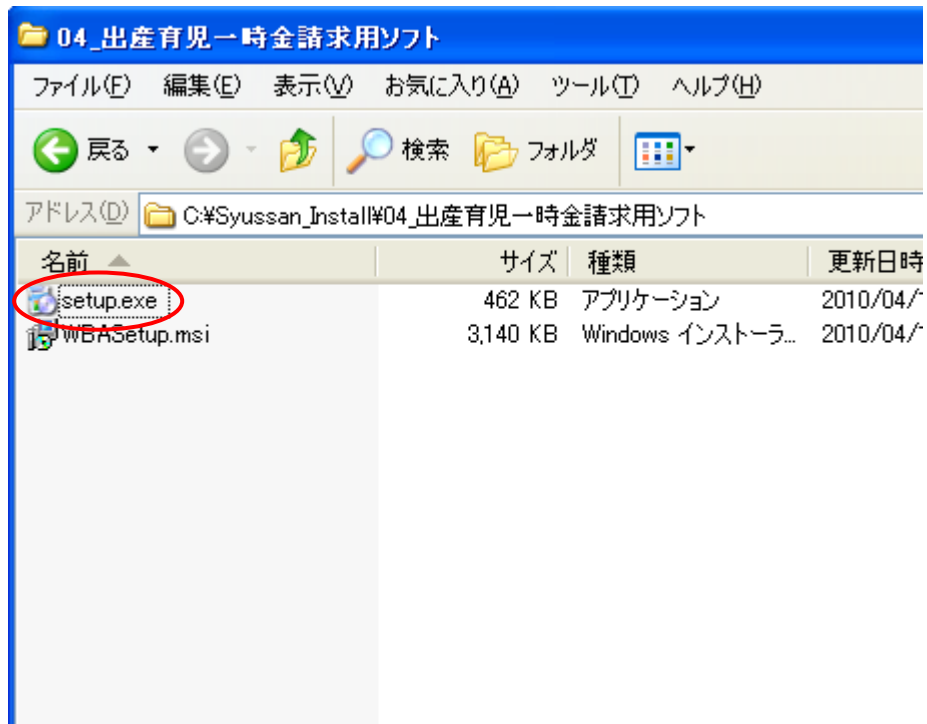 04_出産育児一時金請求用ソフト
ファイル(F) 編集(E) 表示(V) お気に入り(A) ツール(T) ヘルプ(H)
戻る 検索 フォルダ
アドレス(D) C:¥Syussan_Install¥04_出産育児一時金請求用ソフト
名前 サイズ 種類 更新日時
setup.exe 462 KB アプリケーション 2010/04/
WBASetup.msi 3,140 KB Windows インストーラ... 2010/04/